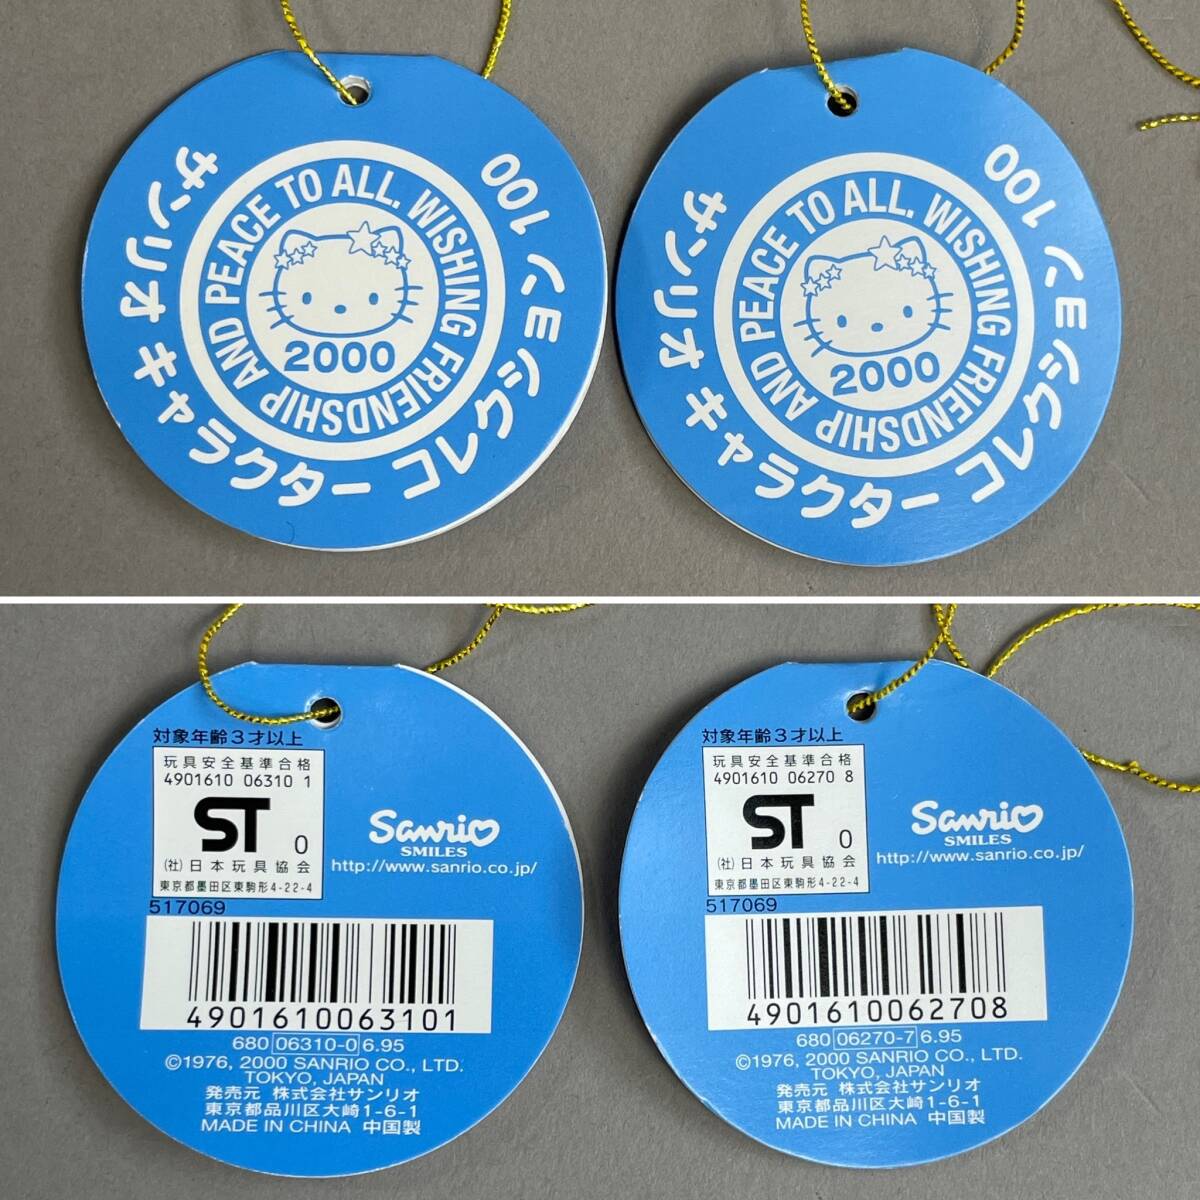 サンリオ キャラクター コレクション 100
WISHING FRIENDSHIP AND PEACE TO ALL.
2000
サンリオ キャラクター コレクション 100
WISHING FRIENDSHIP AND PEACE TO ALL.
2000
対象年齢3才以上
玩具安全基準合格
4901610 06310 1
ST 0
(社)日本玩具協会
東京都墨田区東駒形4-22-4
Sanrio
SMILES
http://www.sanrio.co.jp/
517069
4901610063101
680 06310-0 6.95
©1976, 2000 SANRIO CO., LTD.
TOKYO, JAPAN
発売元 株式会社サンリオ
東京都品川区大崎1-6-1
MADE IN CHINA 中国製
対象年齢3才以上
玩具安全基準合格
4901610 06270 8
ST 0
(社)日本玩具協会
東京都墨田区東駒形4-22-4
Sanrio
SMILES
http://www.sanrio.co.jp/
517069
4901610062708
680 06270-7 6.95
©1976, 2000 SANRIO CO., LTD.
TOKYO, JAPAN
発売元 株式会社サンリオ
東京都品川区大崎1-6-1
MADE IN CHINA 中国製